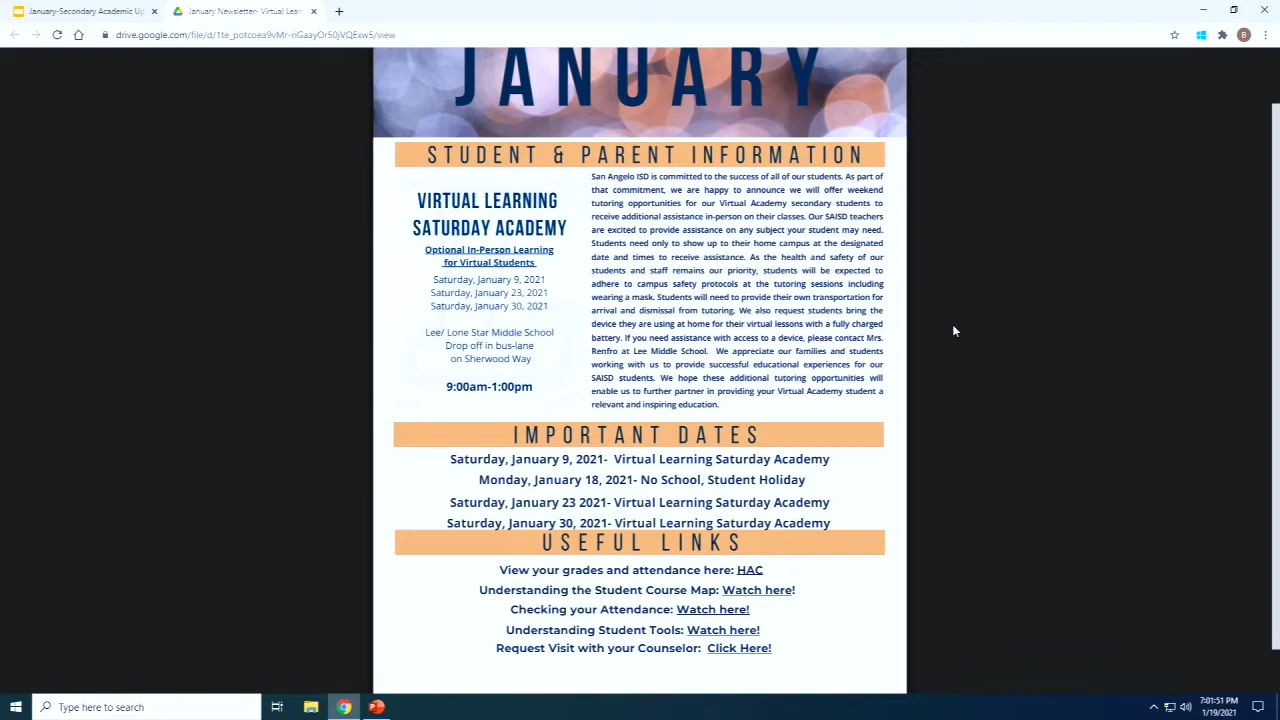 January-Secondary Academic Up
January Newsletter- Virtual Lear
drive.google.com/file/d/1te_potcoea9vMr-nGaayOr50jVQExw5/view
B
JANUARY
STUDENT & PARENT INFORMATION
VIRTUAL LEARNING
SATURDAY ACADEMY
Optional In-Person Learning
for Virtual Students
Saturday, January 9, 2021
Saturday, January 23, 2021
Saturday, January 30, 2021
Lee/ Lone Star Middle School
Drop off in bus-lane
on Sherwood Way
9:00am-1:00pm
San Angelo ISD is committed to the success of all of our students. As part of
that commitment, we are happy to announce we will offer weekend
tutoring opportunities for our Virtual Academy secondary students to
receive additional assistance in-person on their classes. Our SAISD teachers
are excited to provide assistance on any subject your student may need.
Students need only to show up to their home campus at the designated
date and times to receive assistance. As the health and safety of our
students and staff remains our priority, students will be expected to
adhere to campus safety protocols at the tutoring sessions including
wearing a mask. Students will need to provide their own transportation for
arrival and dismissal from tutoring. We also request students bring the
device they are using at home for their virtual lessons with a fully charged
battery. If you need assistance with access to a device, please contact Mrs.
Renfro at Lee Middle School. We appreciate our families and students
working with us to provide successful educational experiences for our
SAISD students. We hope these additional tutoring opportunities will
enable us to further partner in providing your Virtual Academy student a
relevant and inspiring education.
IMPORTANT DATES
Saturday, January 9, 2021- Virtual Learning Saturday Academy
Monday, January 18, 2021- No School, Student Holiday
Saturday, January 23 2021- Virtual Learning Saturday Academy
Saturday, January 30, 2021- Virtual Learning Saturday Academy
USEFUL LINKS
View your grades and attendance here: HAC
Understanding the Student Course Map: Watch here!
Checking your Attendance: Watch here!
Understanding Student Tools: Watch here!
Request Visit with your Counselor: Click Here!
Type here to search
7:01:51 PM
1/19/2021